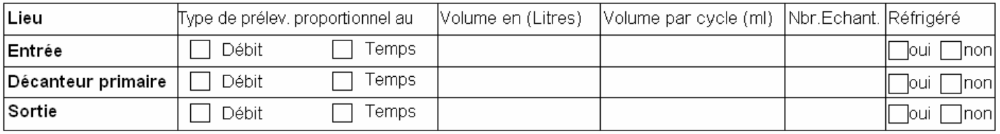 Lieu Type de prélev. proportionnel au Volume en (Litres) Volume par cycle (ml) Nbr.Echant. Réfrigéré
Entrée Débit Temps oui non
Décanteur primaire Débit Temps oui non
Sortie Débit Temps oui non